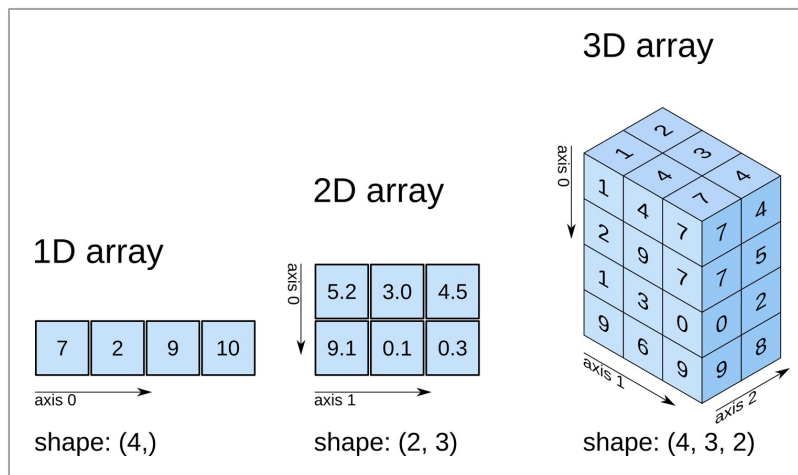 1D array
7 2 9 10
axis 0
shape: (4,)
2D array
axis 0
5.2 3.0 4.5
9.1 0.1 0.3
axis 1
shape: (2, 3)
3D array
axis 0
1 2
4 3
7 4
1 4 7 7 4
2 9 7 7 5
1 3 0 0 2
9 6 9 9 8
axis 1
axis 2
shape: (4, 3, 2)